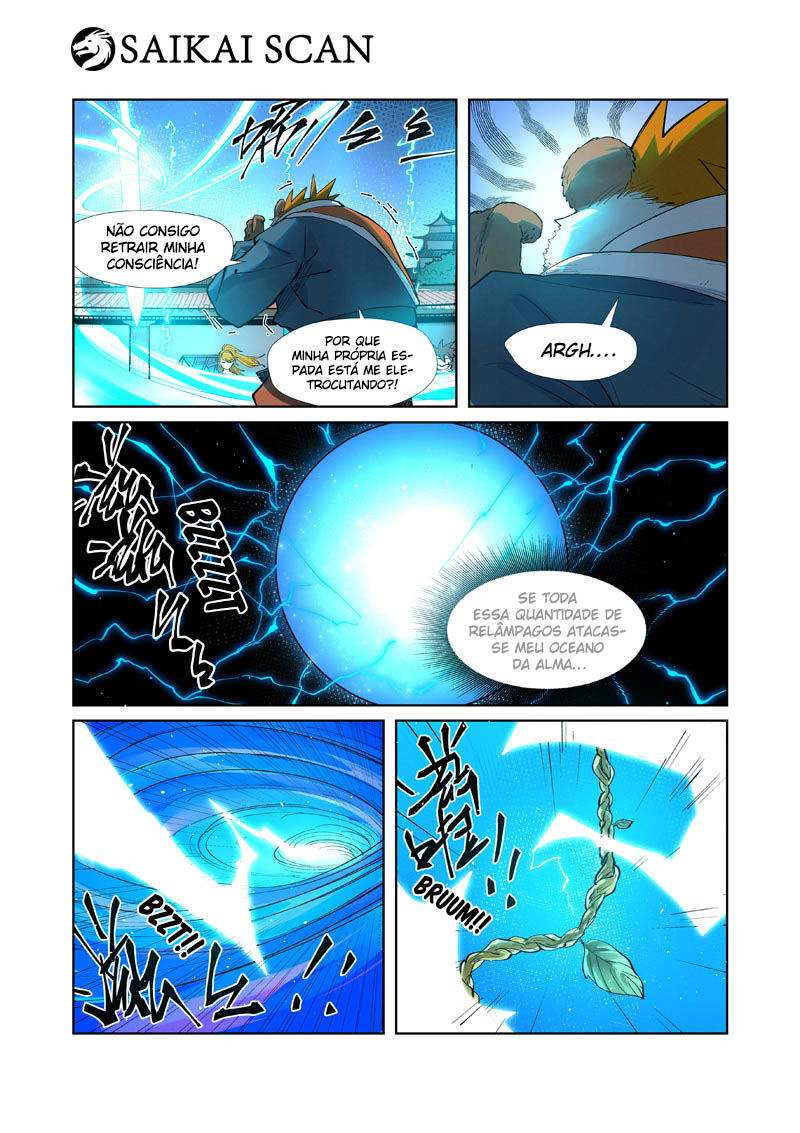 SAIKAI SCAN
NÃO CONSIGO
RETRAIR MINHA
CONSCIÊNCIA!
POR QUE
MINHA PRÓPRIA ES-
PADA ESTÁ ME ELE-
TROCUTANDO?!
ARGH....
BZZZZT
SE TODA
ESSA QUANTIDADE DE
RELÂMPAGOS ATACAS-
SE MEU OCEANO
DA ALMA...
BZZT!!
BRUUM!!